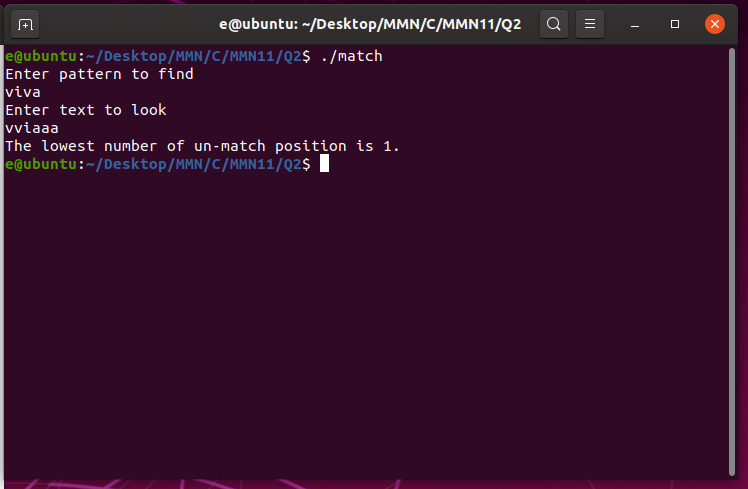 e@ubuntu: ~/Desktop/MMN/C/MMN11/Q2
e@ubuntu:~/Desktop/MMN/C/MMN11/Q2$ ./match
Enter pattern to find
viva
Enter text to look
vviaaa
The lowest number of un-match position is 1.
e@ubuntu:~/Desktop/MMN/C/MMN11/Q2$